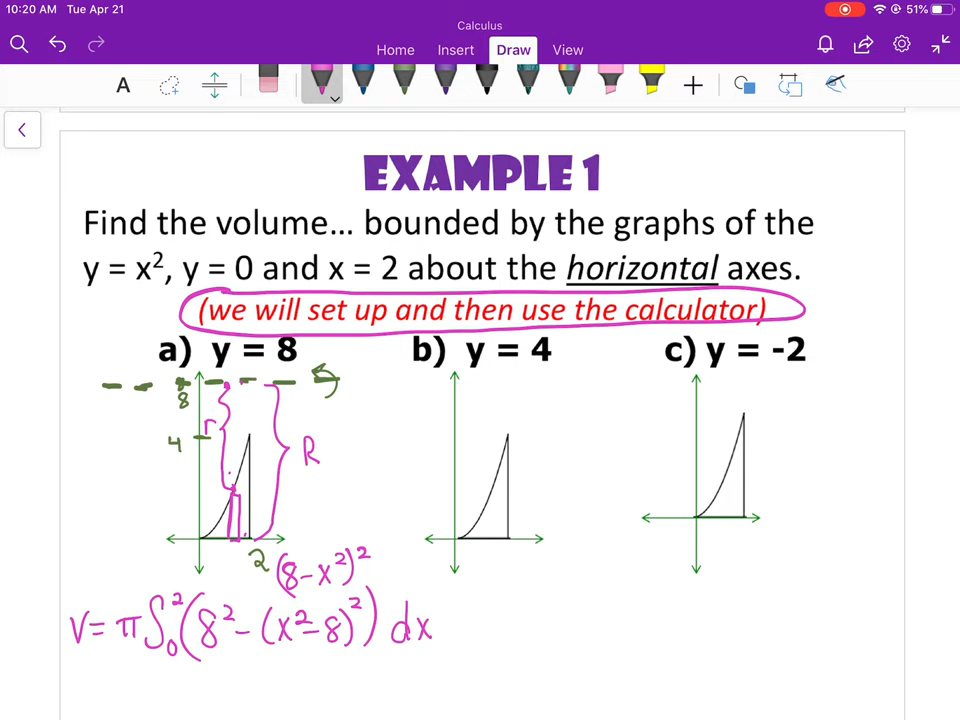 10:20 AM Tue Apr 21
51%
Calculus
Home Insert Draw View
A
EXAMPLE 1
Find the volume... bounded by the graphs of the
y = x², y = 0 and x = 2 about the horizontal axes.
(we will set up and then use the calculator)
a) y = 8 b) y = 4 c) y = -2
8
r
4
R
2
(8-x²)²
V = π∫₀²(8² - (x²-8)²) dx